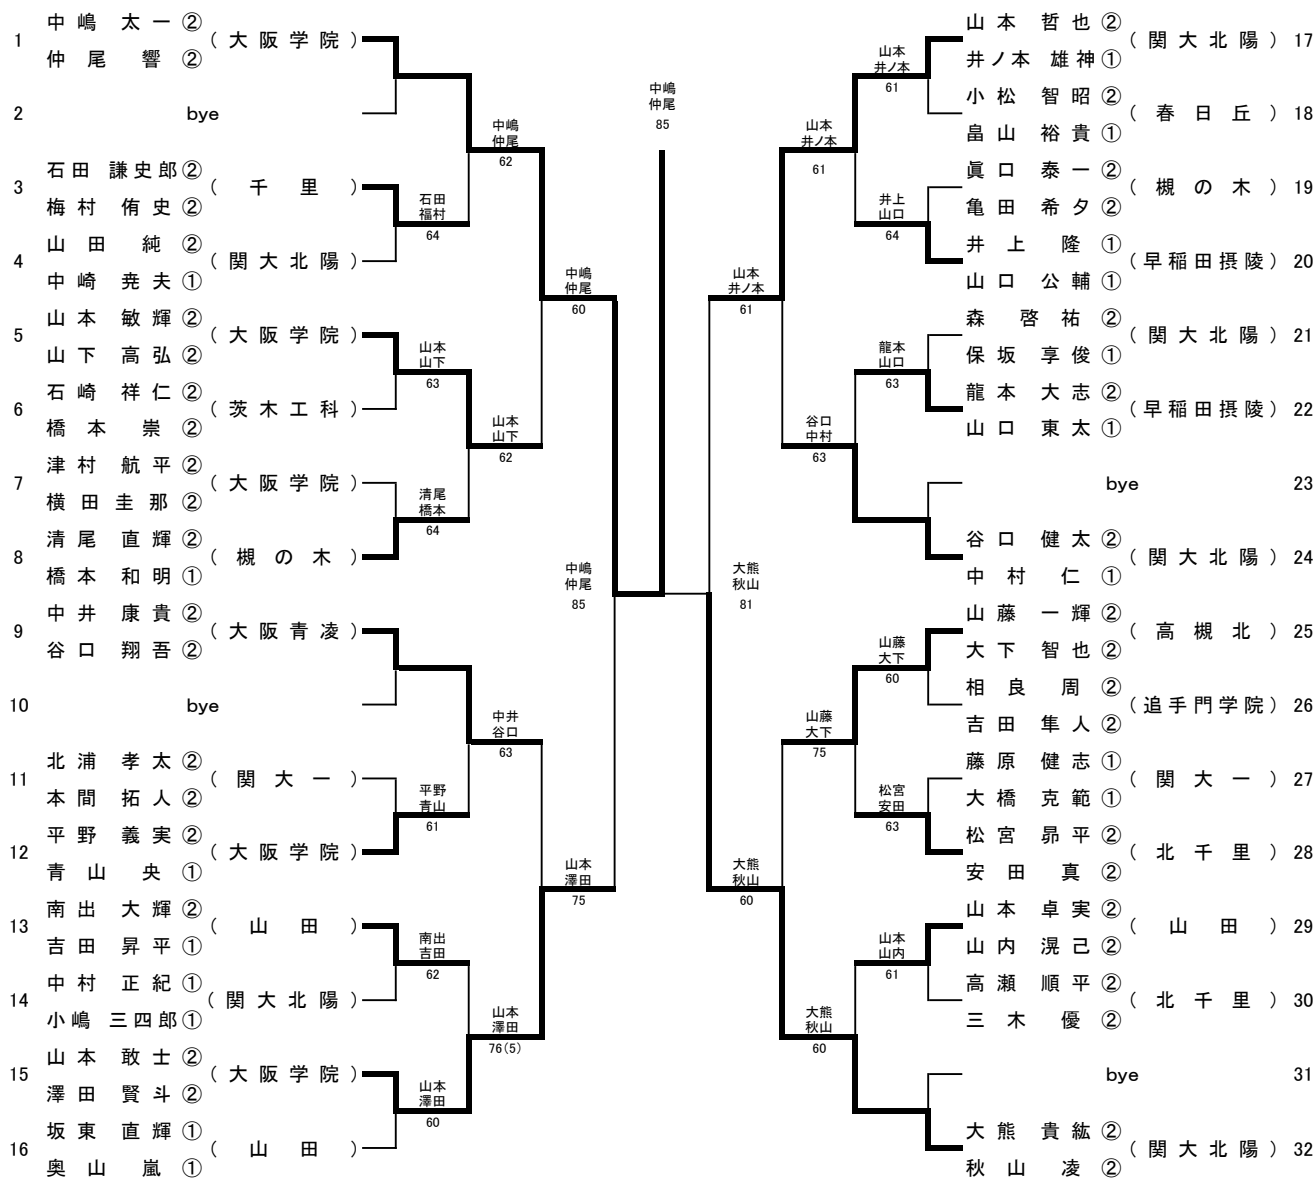 1 中嶋 太一② (大阪学院)
仲尾 響②
2 bye
3 石田 謙史郎② (千里)
梅村 侑史②
4 山田 純② (関大北陽)
中崎 尭夫①
5 山本 敏輝② (大阪学院)
山下 高弘②
6 石崎 祥仁② (茨木工科)
橋本 崇②
7 津村 航平② (大阪学院)
横田 圭那②
8 清尾 直輝② (槻の木)
橋本 和明①
9 中井 康貴② (大阪青凌)
谷口 翔吾②
10 bye
11 北浦 孝太② (関大一)
本間 拓人②
12 平野 義実② (大阪学院)
青山 央①
13 南出 大輝② (山田)
吉田 昇平①
14 中村 正紀① (関大北陽)
小嶋 三四郎①
15 山本 敢士② (大阪学院)
澤田 賢斗②
16 坂東 直輝① (山田)
奥山 嵐①
石田
福村
64
山本
山下
63
清尾
橋本
64
平野
青山
61
南出
吉田
62
山本
澤田
60
中嶋
仲尾
62
山本
山下
62
中井
谷口
63
山本
澤田
76(5)
中嶋
仲尾
60
山本
澤田
75
中嶋
仲尾
85
中嶋
仲尾
85
大熊
秋山
81
山本
井ノ本
61
大熊
秋山
60
山本
井ノ本
61
谷口
中村
63
山藤
大下
75
大熊
秋山
60
山本
井ノ本
61
井上
山口
64
龍本
山口
63
山藤
大下
60
松宮
安田
63
山本
山内
61
山本 哲也② (関大北陽) 17
井ノ本 雄神①
小松 智昭② (春日丘) 18
畠山 裕貴①
眞口 泰一② (槻の木) 19
亀田 希夕②
井上 隆① (早稲田摂陵) 20
山口 公輔①
森 啓祐② (関大北陽) 21
保坂 享俊①
龍本 大志② (早稲田摂陵) 22
山口 東太①
bye 23
谷口 健太② (関大北陽) 24
中村 仁①
山藤 一輝② (高槻北) 25
大下 智也②
相良 周② (追手門学院) 26
吉田 隼人②
藤原 健志① (関大一) 27
大橋 克範①
松宮 昴平② (北千里) 28
安田 真②
山本 卓実② (山田) 29
山内 滉己②
高瀬 順平② (北千里) 30
三木 優②
bye 31
大熊 貴紘② (関大北陽) 32
秋山 凌②